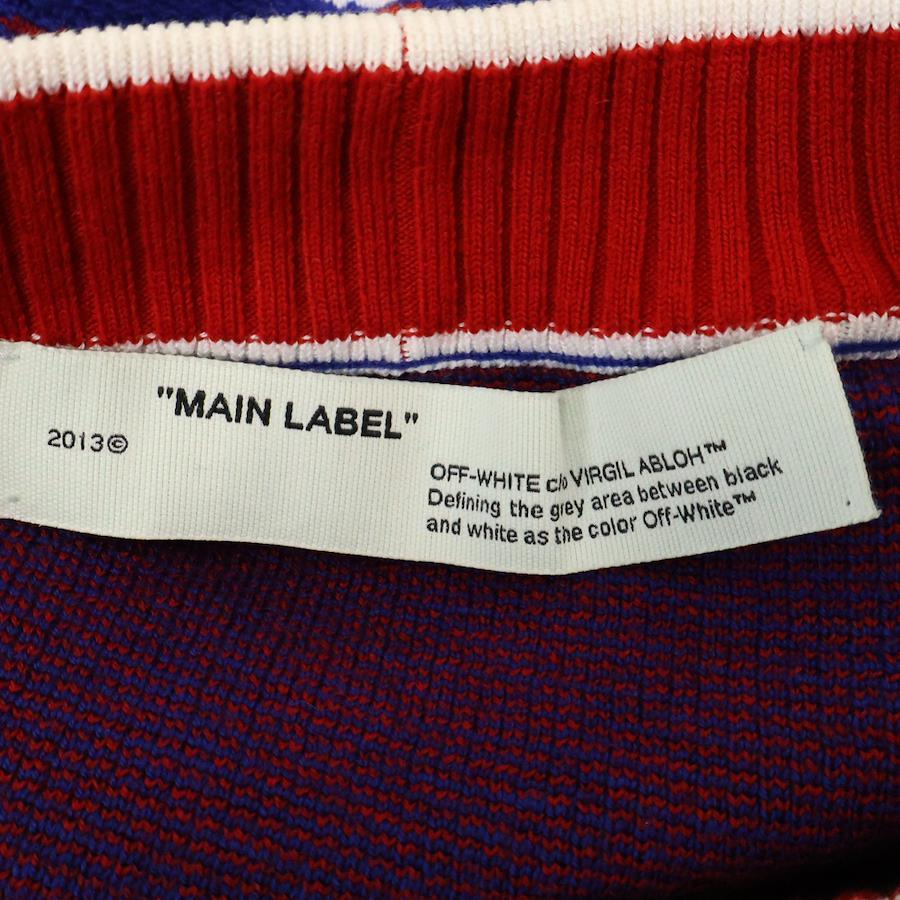 "MAIN LABEL"
2013©
OFF-WHITE c/o VIRGIL ABLOH™
Defining the grey area between black
and white as the color Off-White™